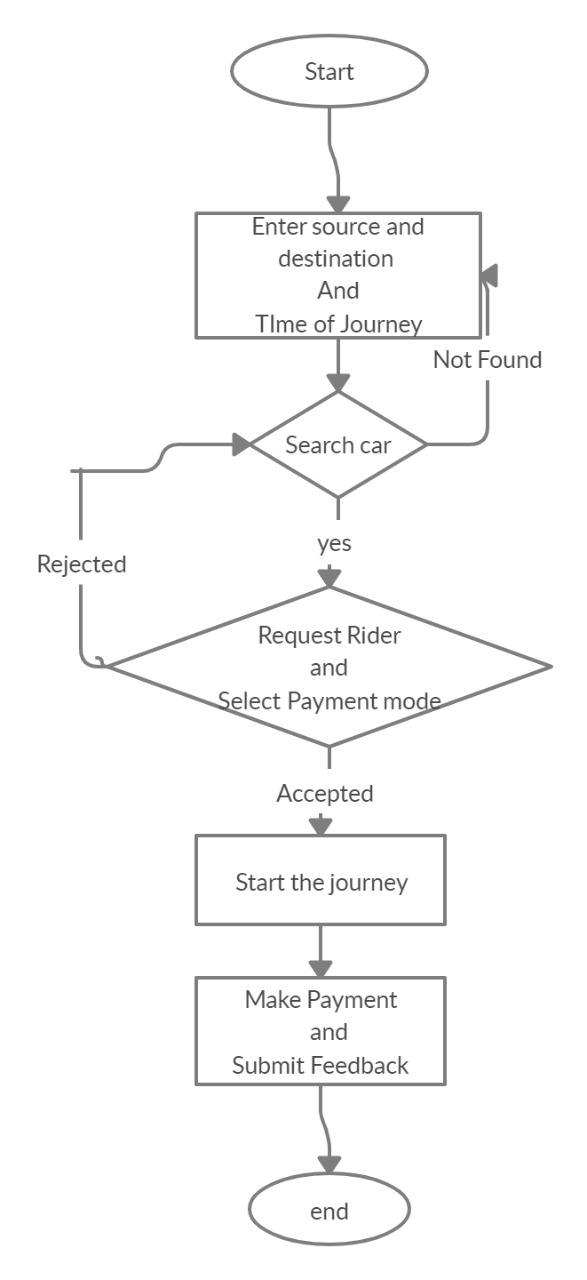 Start
Enter source and
destination
And
TIme of Journey
Not Found
Search car
yes
Rejected
Request Rider
and
Select Payment mode
Accepted
Start the journey
Make Payment
and
Submit Feedback
end